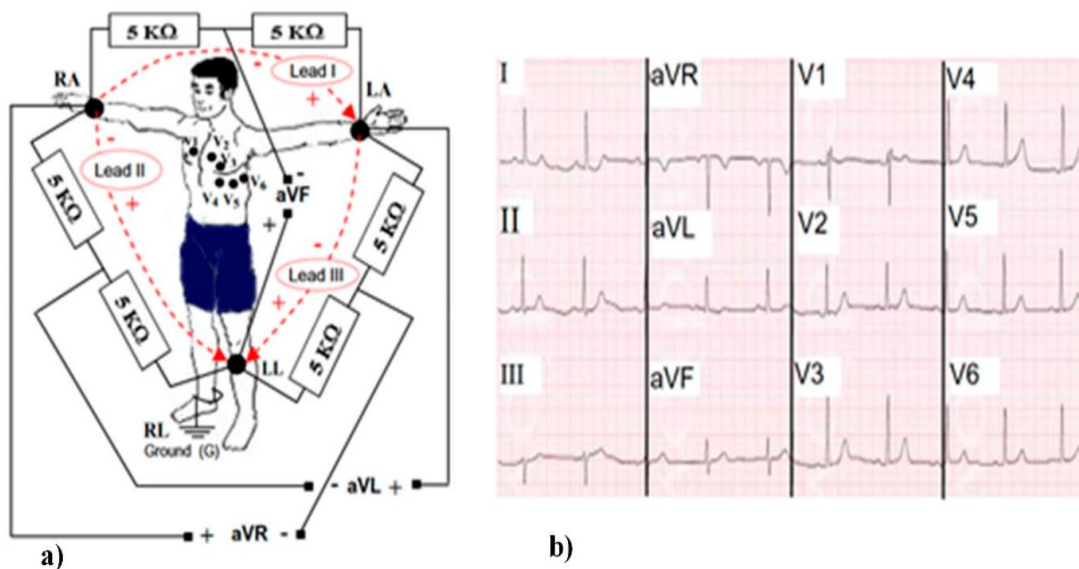 5 KΩ 5 KΩ
RA
Lead I
-
+
LA
-
Lead II
+
V1
V2
V3
V6
V4 V5
-
aVF
+
5 KΩ
5 KΩ
-
Lead III
+
5 KΩ
5 KΩ
LL
RL
Ground (G)
- aVL +
+ aVR -
a)
I aVR V1 V4
II aVL V2 V5
III aVF V3 V6
b)